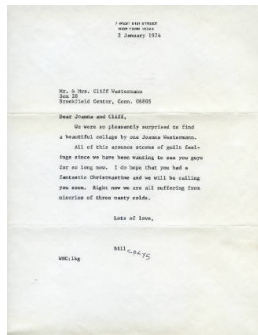 7 WEST 81ST STREET
NEW YORK 10024
2 January 1974
Mr. & Mrs. Cliff Westermann
Box 28
Brookfield Center, Conn. 06805
Dear Joanna and Cliff,
We were so pleasantly surprised to find
a beautiful collage by one Joanna Westermann.
All of this arouses storms of guilt feel-
ings since we have been wanting to see you guys
for so long now. I do hope that you had a
fantastic Christmastime and we will be calling
you soon. Right now we are all suffering from
miseries of three nasty colds.
Lots of love,
Bill
WNC:lkg